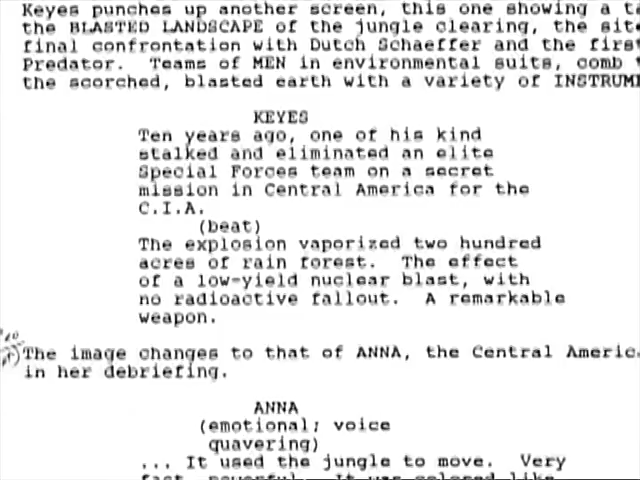 Keyes punches up another screen, this one showing a
the BLASTED LANDSCAPE of the jungle clearing, the
final confrontation with Dutch Schaeffer and the
Predator. Teams of MEN in environmental suits, comb
the scorched, blasted earth with a variety of
KEYES
Ten years ago, one of his kind
stalked and eliminated an elite
Special Forces team on a secret
mission in Central America for the
C.I.A.
(beat)
The explosion vaporized two hundred
acres of rain forest. The effect
of a low-yield nuclear blast, with
no radioactive fallout. A remarkable
weapon.
The image changes to that of ANNA, the Central
in her debriefing.
ANNA
(emotional; voice
quavering)
... It used the jungle to move. Very